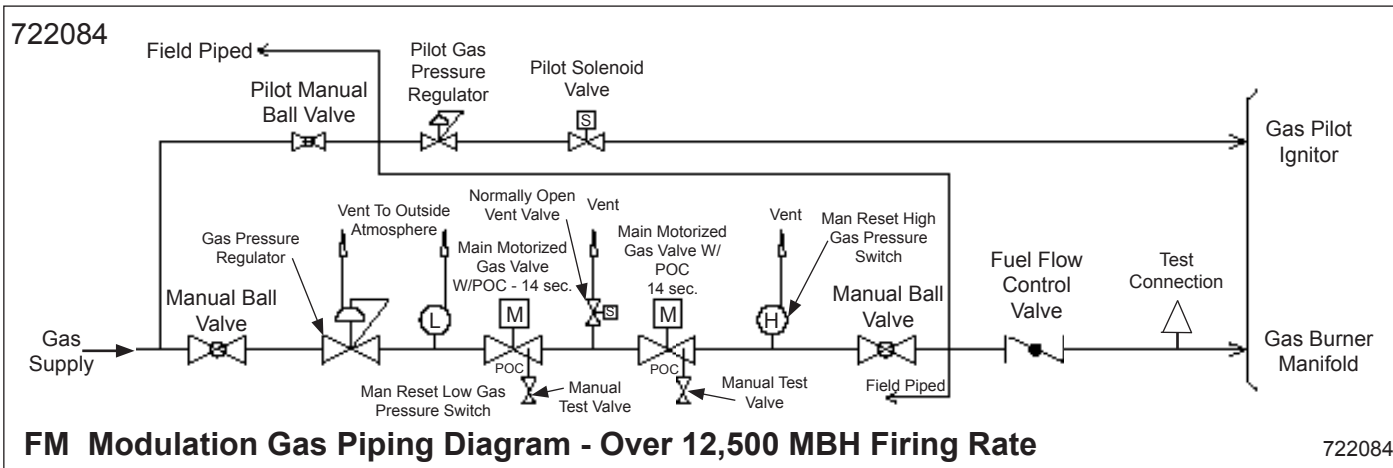 722084
Field Piped
Pilot Gas
Pressure
Regulator
Pilot Solenoid
Valve
Pilot Manual
Ball Valve
S
Gas Pilot
Ignitor
Vent To Outside
Atmosphere
Normally Open
Vent Valve
Vent
Vent
Man Reset High
Gas Pressure
Switch
Gas Pressure
Regulator
Main Motorized
Gas Valve
W/POC - 14 sec.
Main Motorized
Gas Valve W/
POC
14 sec.
Fuel Flow
Control
Valve
Test
Connection
Manual Ball
Valve
Manual Ball
Valve
L
M
S
M
H
Gas
Supply
Gas Burner
Manifold
POC
POC
Man Reset Low Gas
Pressure Switch
Manual
Test Valve
Manual Test
Valve
Field Piped
FM Modulation Gas Piping Diagram - Over 12,500 MBH Firing Rate
722084